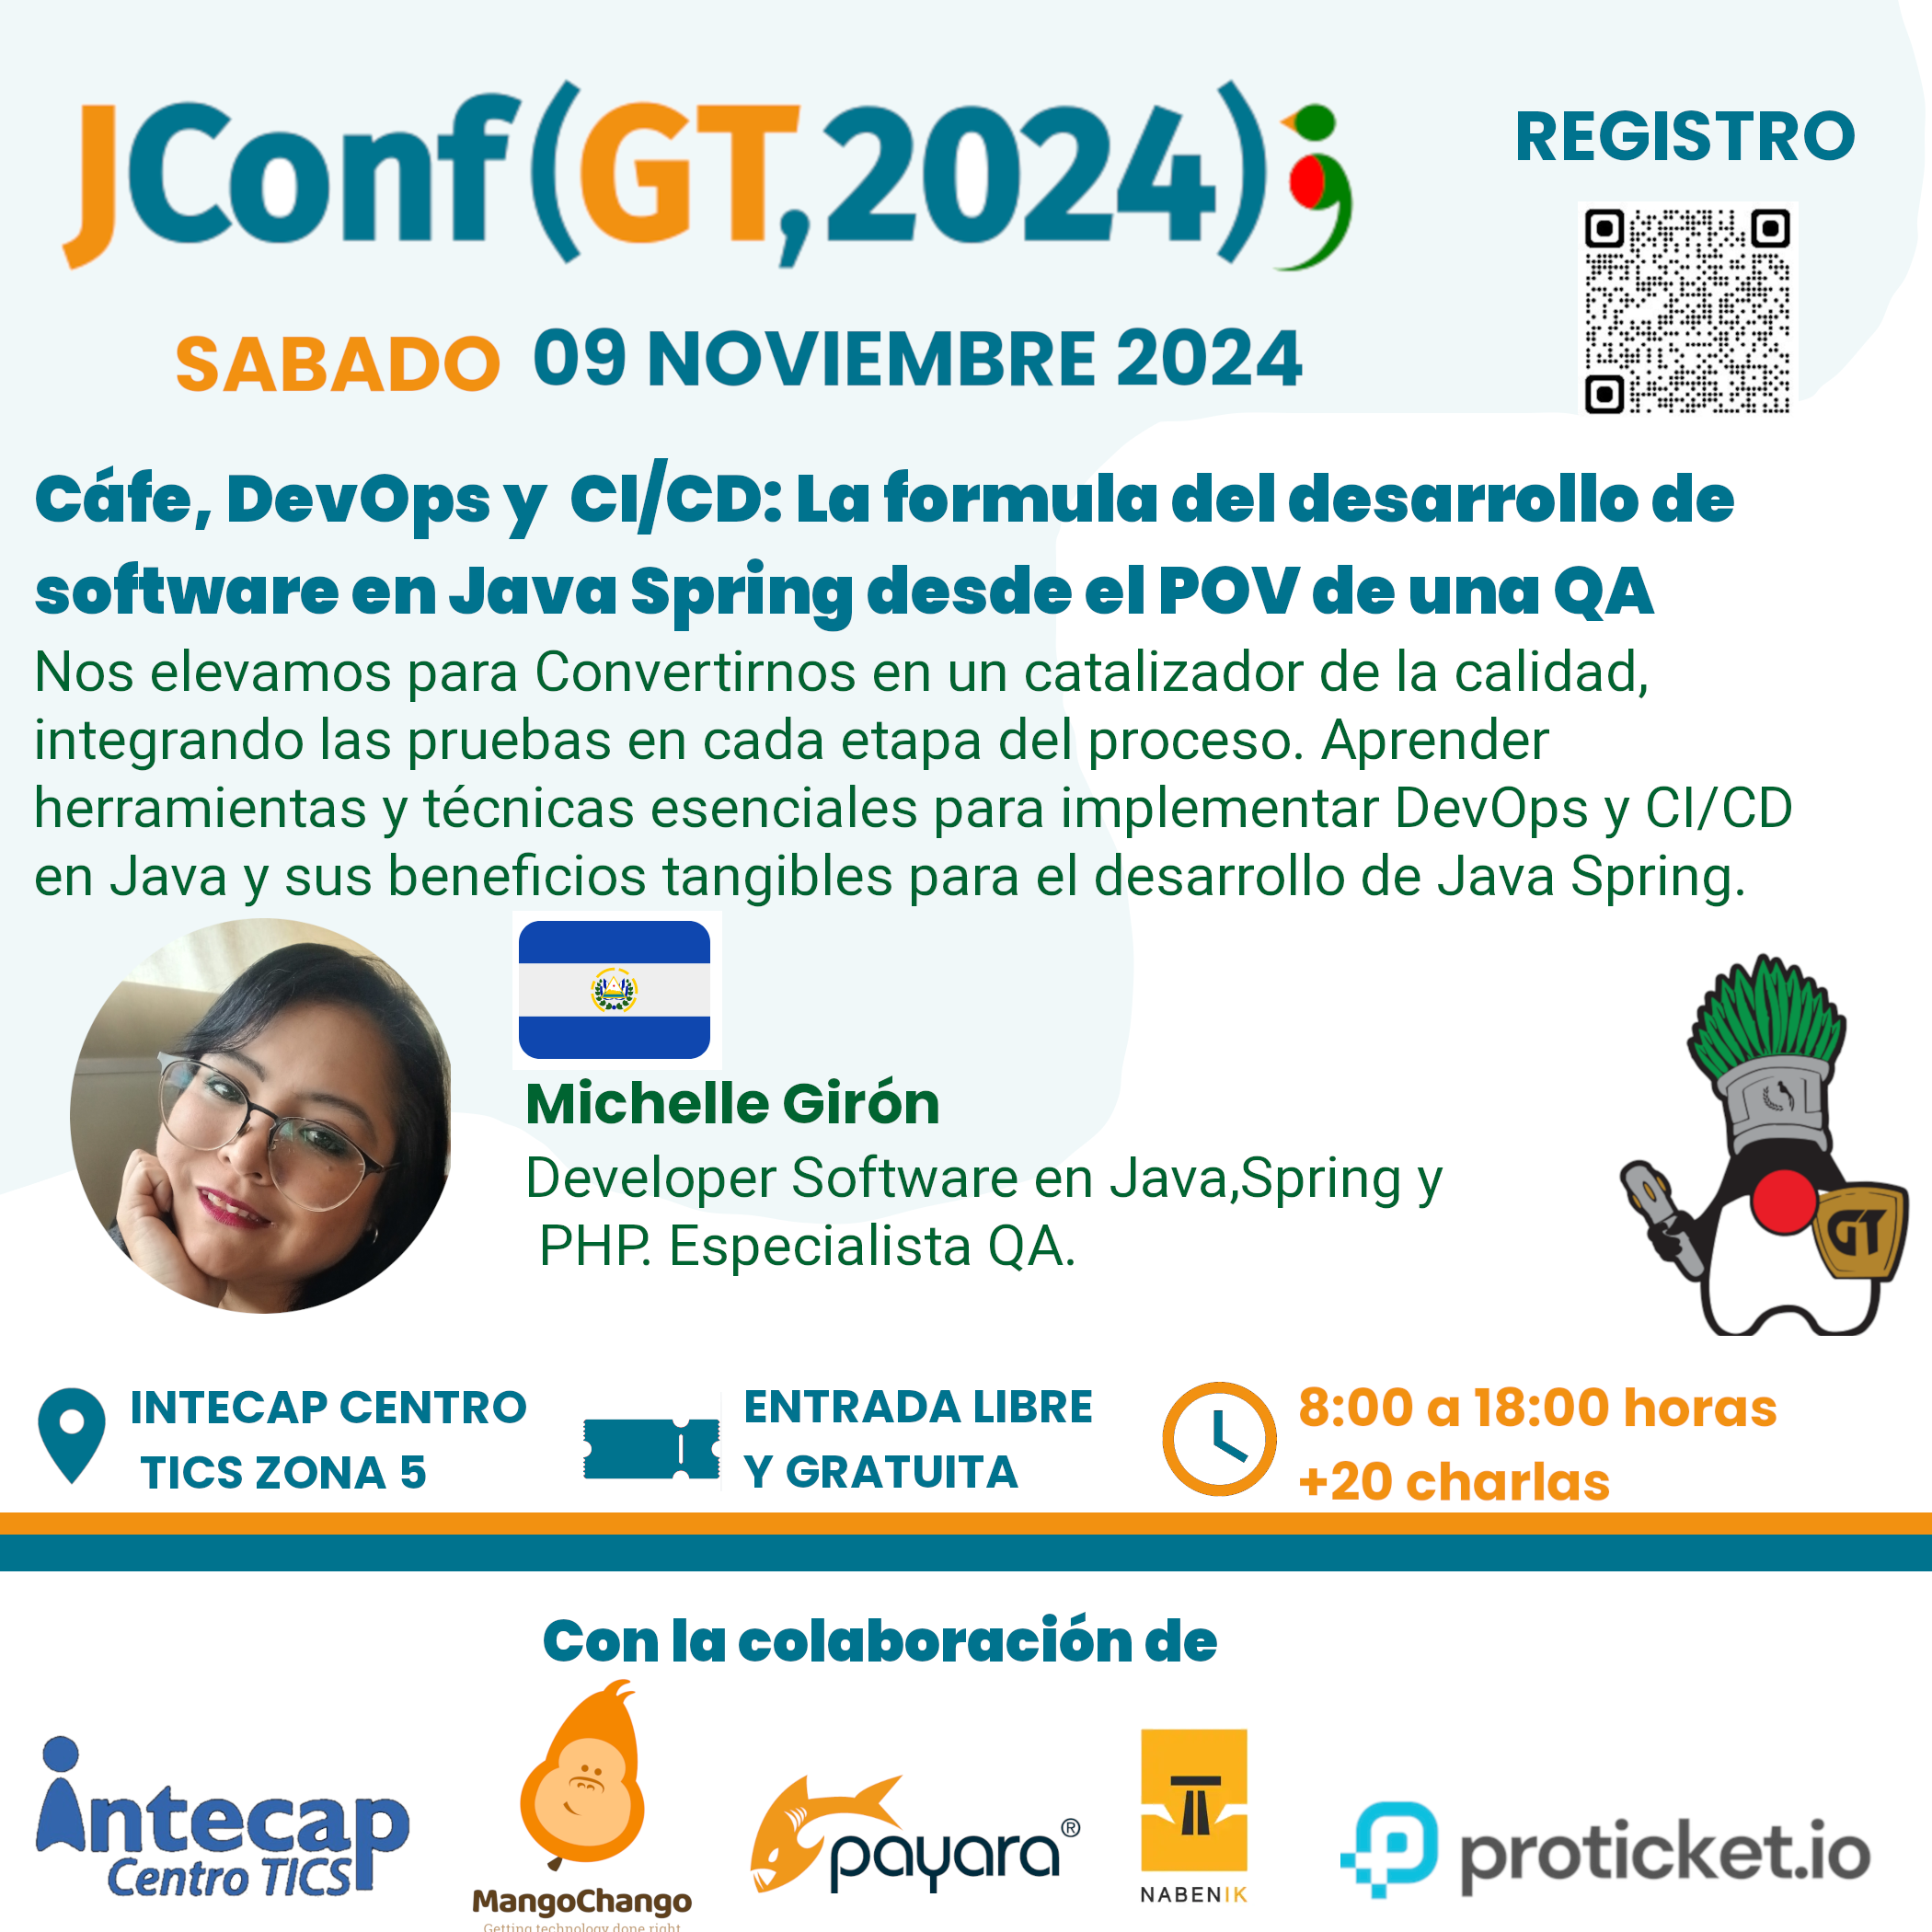 JConf(GT,2024);
REGISTRO
SABADO 09 NOVIEMBRE 2024
Cáfe, DevOps y CI/CD: La formula del desarrollo de
software en Java Spring desde el POV de una QA
Nos elevamos para Convertirnos en un catalizador de la calidad,
integrando las pruebas en cada etapa del proceso. Aprender
herramientas y técnicas esenciales para implementar DevOps y CI/CD
en Java y sus beneficios tangibles para el desarrollo de Java Spring.
Michelle Girón
Developer Software en Java,Spring y
PHP. Especialista QA.
GT
INTECAP CENTRO
TICS ZONA 5
ENTRADA LIBRE
Y GRATUITA
8:00 a 18:00 horas
+20 charlas
Con la colaboración de
intecap
Centro TICS
MangoChango
Getting technology done right
payara®
NABENIK
proticket.io